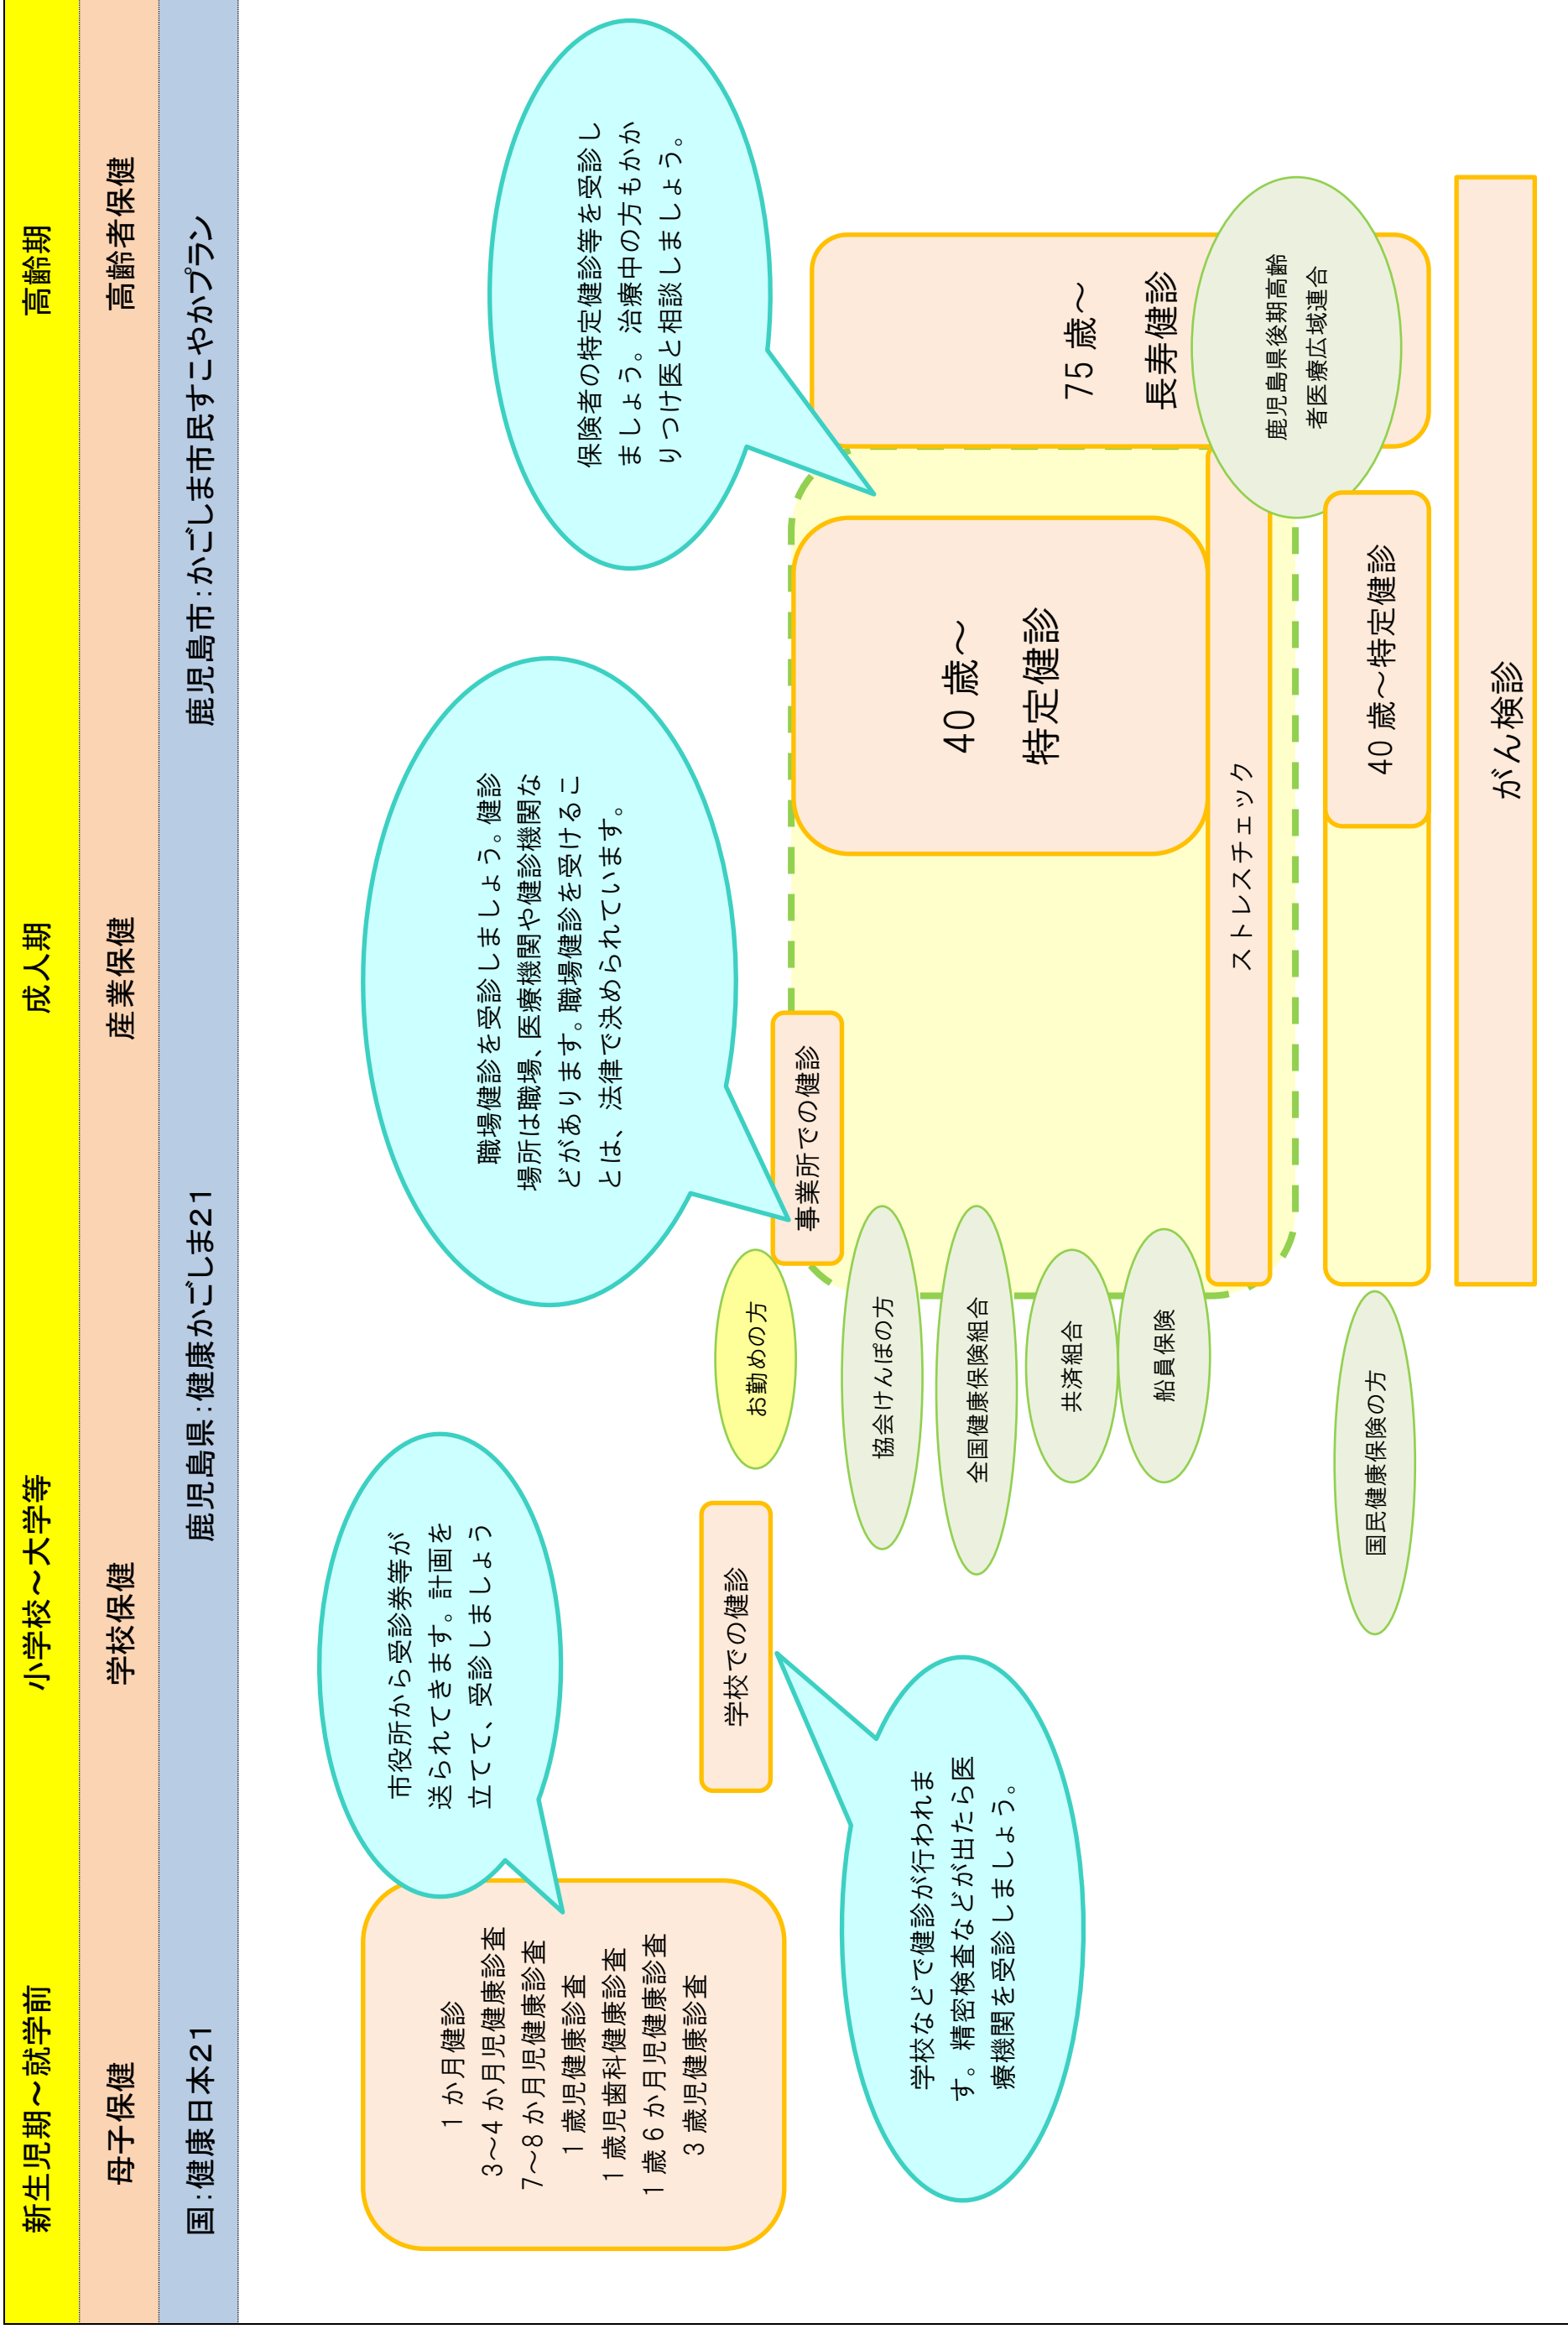 新生児期～就学前
小学校～大学等
成人期
高齢期
母子保健
学校保健
産業保健
高齢者保健
国：健康日本21
鹿児島県：健康かごしま21
鹿児島市：かごしま市民すこやかプラン
市役所から受診券等が
送られてきます。計画を
立てて、受診しましょう
1か月健診
3～4か月児健康診査
7～8か月児健康診査
1歳児健康診査
1歳児歯科健康診査
1歳6か月児健康診査
3歳児健康診査
学校での健診
学校などで健診が行われま
す。精密検査などが出たら医
療機関を受診しましょう。
職場健診を受診しましょう。健診
場所は職場、医療機関や健診機関な
どがあります。職場健診を受けるこ
とは、法律で決められています。
お勤めの方
事業所での健診
協会けんぽの方
全国健康保険組合
共済組合
船員保険
国民健康保険の方
保険者の特定健診等を受診し
ましょう。治療中の方もかか
りつけ医と相談しましょう。
40歳～
特定健診
75歳～
長寿健診
ストレスチェック
鹿児島県後期高齢
者医療広域連合
40歳～特定健診
がん検診